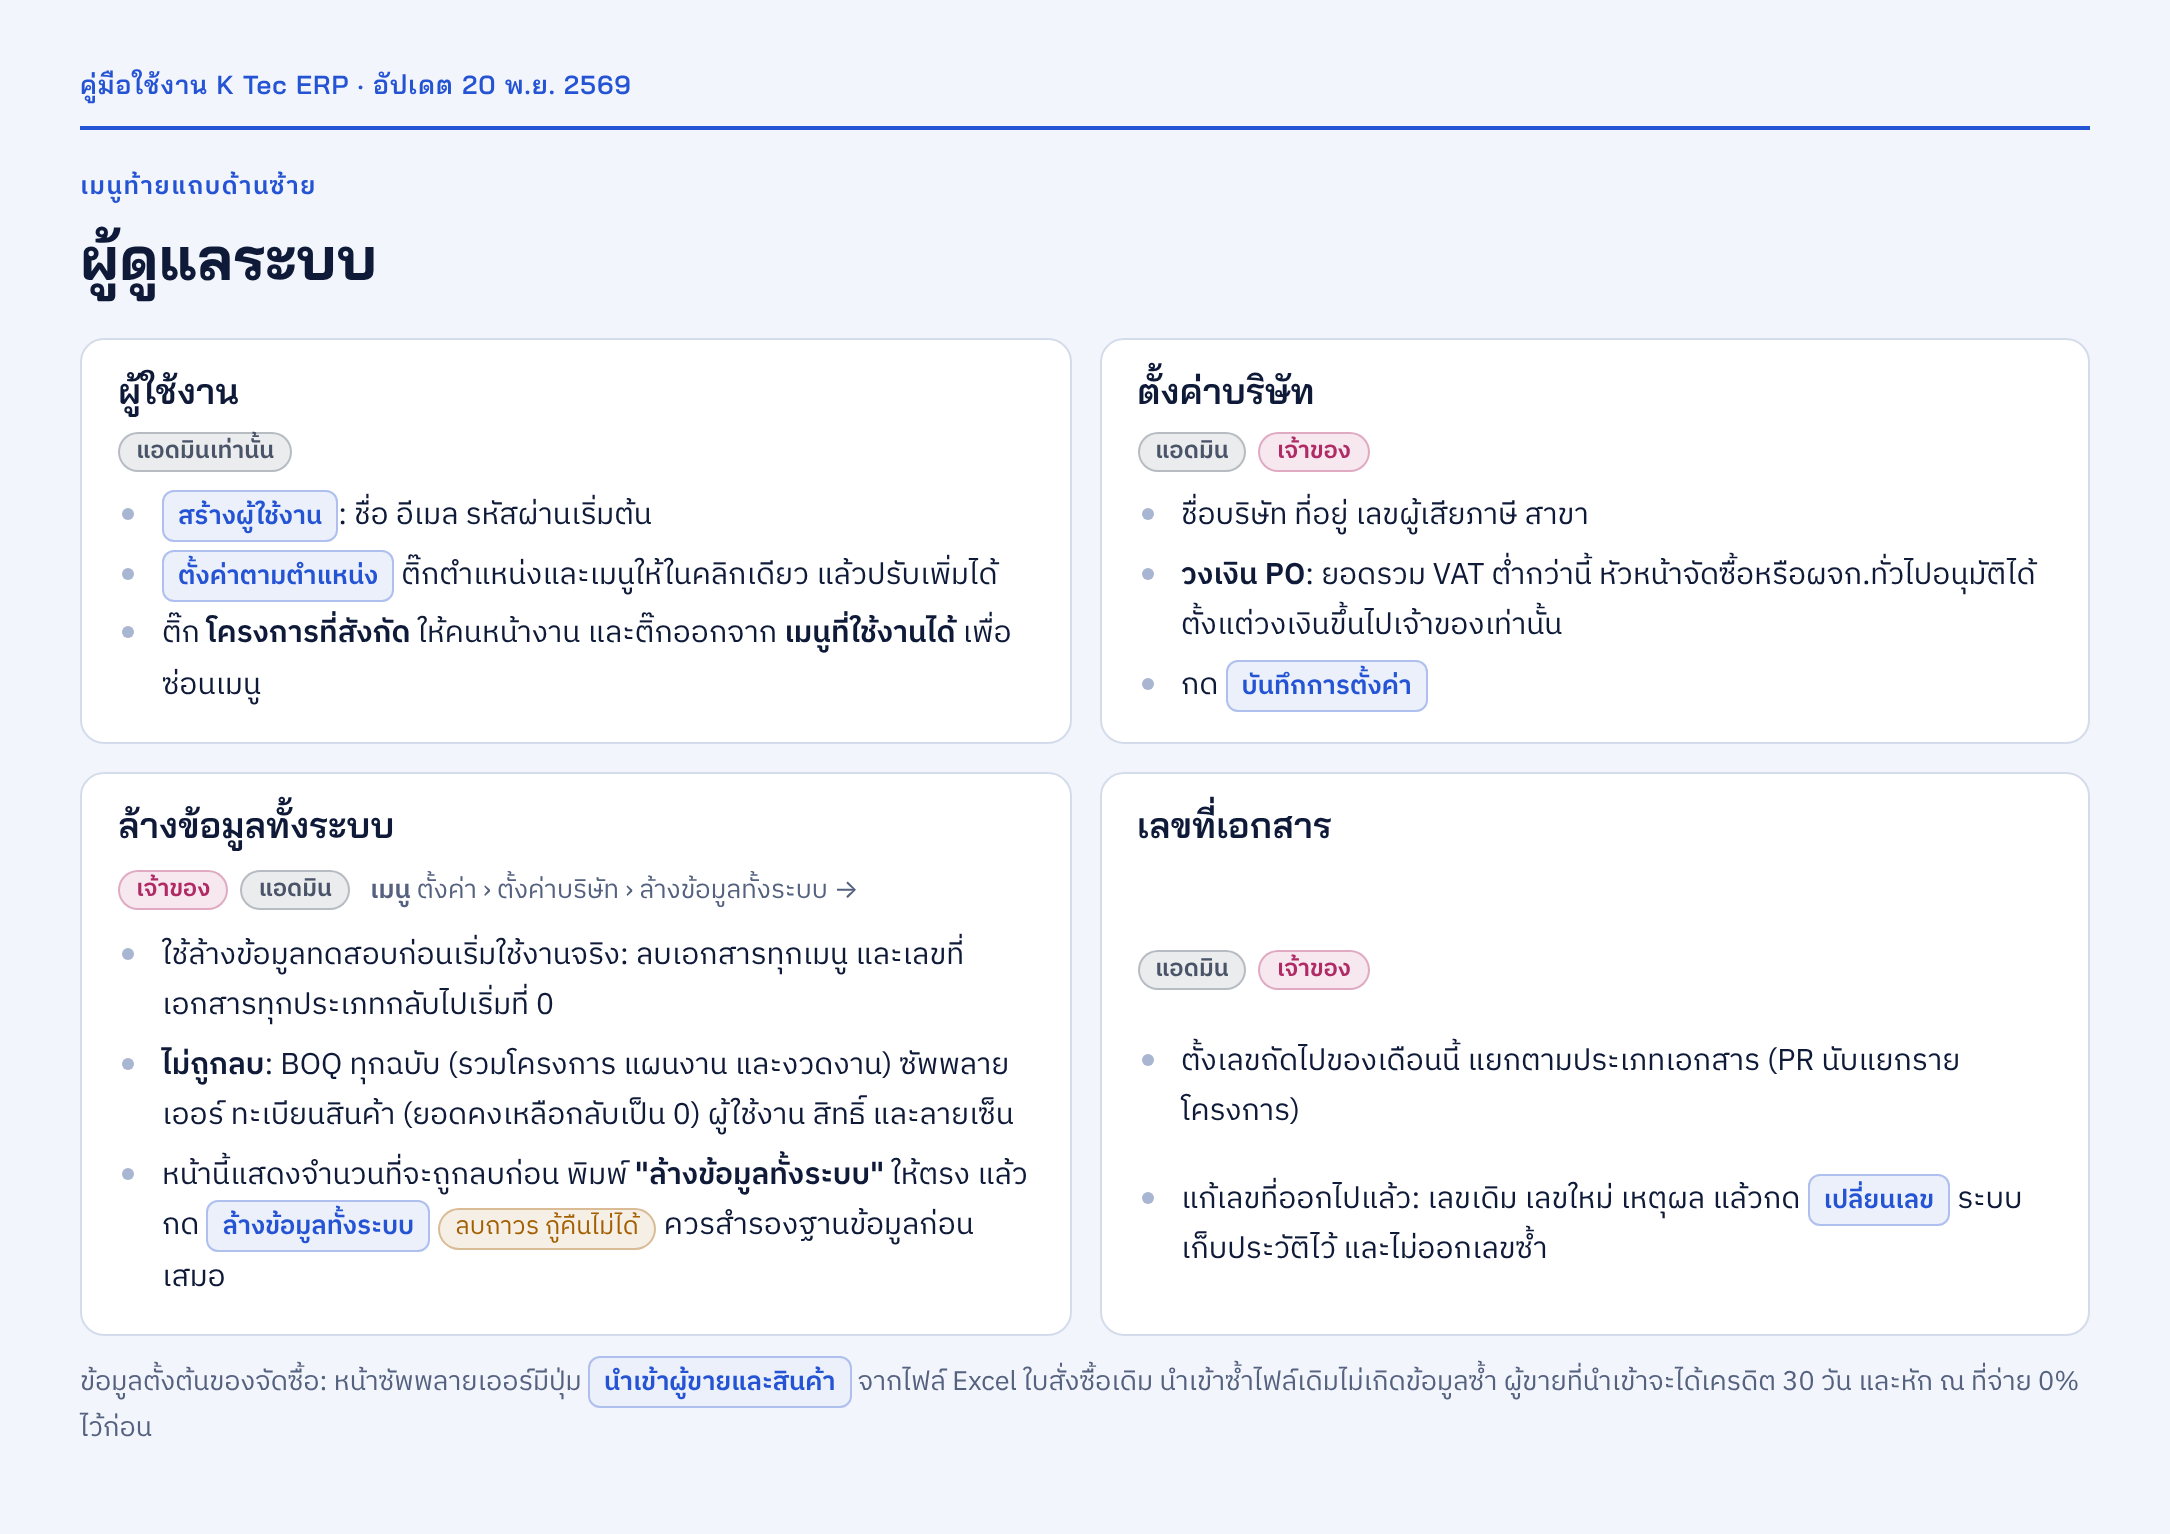 คู่มือใช้งาน K Tec ERP · อัปเดต 20 พ.ย. 2569
เมนูท้ายแถบด้านซ้าย
ผู้ดูแลระบบ
ผู้ใช้งาน
แอดมินเท่านั้น
สร้างผู้ใช้งาน : ชื่อ อีเมล รหัสผ่านเริ่มต้น
ตั้งค่าตามตำแหน่ง ติ๊กตำแหน่งและเมนูให้ในคลิกเดียว แล้วปรับเพิ่มได้
ติ๊ก โครงการที่สังกัด ให้คนหน้างาน และติ๊กออกจาก เมนูที่ใช้งานได้ เพื่อ
ซ่อนเมนู
ตั้งค่าบริษัท
แอดมิน เจ้าของ
ชื่อบริษัท ที่อยู่ เลขผู้เสียภาษี สาขา
วงเงิน PO: ยอดรวม VAT ต่ำกว่านี้ หัวหน้าจัดซื้อหรือผจก.ทั่วไปอนุมัติได้
ตั้งแต่วงเงินขึ้นไปเจ้าของเท่านั้น
กด บันทึกการตั้งค่า
ล้างข้อมูลทั้งระบบ
เจ้าของ แอดมิน เมนู ตั้งค่า › ตั้งค่าบริษัท › ล้างข้อมูลทั้งระบบ →
ใช้ล้างข้อมูลทดสอบก่อนเริ่มใช้งานจริง: ลบเอกสารทุกเมนู และเลขที่
เอกสารทุกประเภทกลับไปเริ่มที่ 0
ไม่ถูกลบ: BOQ ทุกฉบับ (รวมโครงการ แผนงาน และงวดงาน) ซัพพลาย
เออร์ ทะเบียนสินค้า (ยอดคงเหลือกลับเป็น 0) ผู้ใช้งาน สิทธิ์ และลายเซ็น
หน้านี้แสดงจำนวนที่จะถูกลบก่อน พิมพ์ "ล้างข้อมูลทั้งระบบ" ให้ตรง แล้ว
กด ล้างข้อมูลทั้งระบบ ลบถาวร กู้คืนไม่ได้ ควรสำรองฐานข้อมูลก่อน
เสมอ
เลขที่เอกสาร
แอดมิน เจ้าของ
ตั้งเลขถัดไปของเดือนนี้ แยกตามประเภทเอกสาร (PR นับแยกราย
โครงการ)
แก้เลขที่ออกไปแล้ว: เลขเดิม เลขใหม่ เหตุผล แล้วกด เปลี่ยนเลข ระบบ
เก็บประวัติไว้ และไม่ออกเลขซ้ำ
ข้อมูลตั้งต้นของจัดซื้อ: หน้าซัพพลายเออร์มีปุ่ม นำเข้าผู้ขายและสินค้า จากไฟล์ Excel ใบสั่งซื้อเดิม นำเข้าซ้ำไฟล์เดิมไม่เกิดข้อมูลซ้ำ ผู้ขายที่นำเข้าจะได้เครดิต 30 วัน และหัก ณ ที่จ่าย 0%
ไว้ก่อน